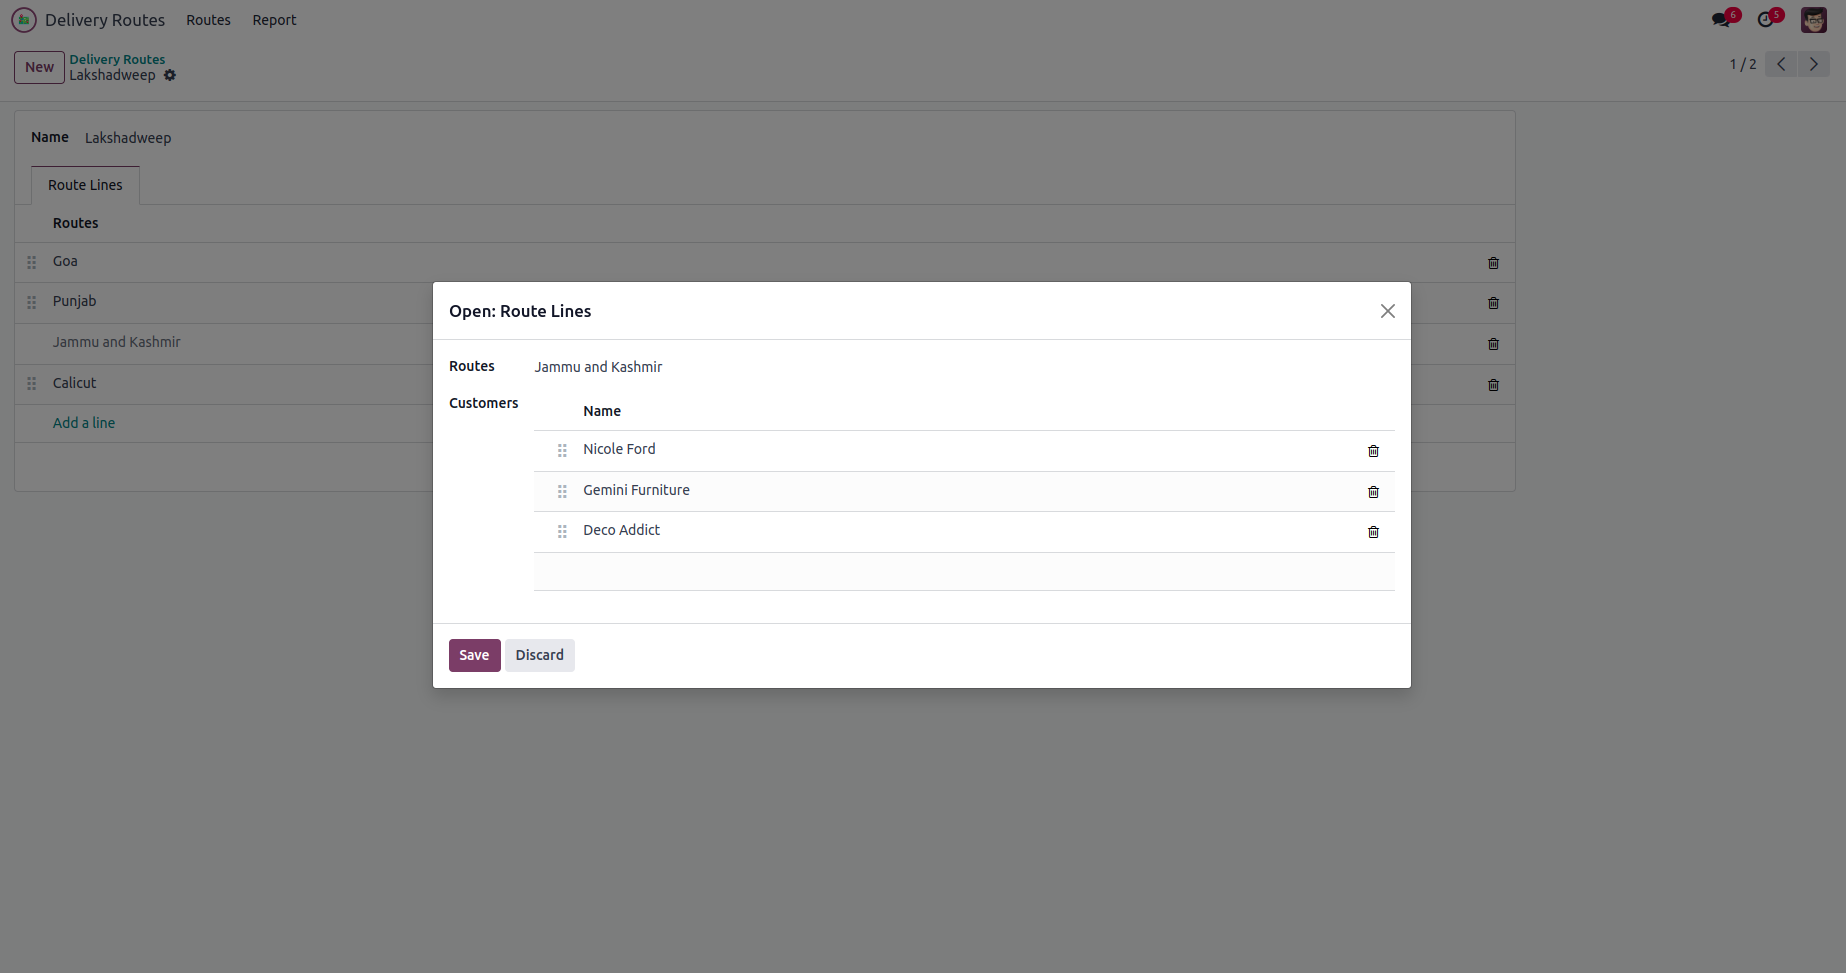 Delivery Routes Routes Report 6 5
New Delivery Routes
Lakshadweep
1 / 2
Name Lakshadweep
Route Lines
Routes
Goa
Punjab
Jammu and Kashmir
Calicut
Add a line
Open: Route Lines
Routes Jammu and Kashmir
Customers Name
Nicole Ford
Gemini Furniture
Deco Addict
Save Discard